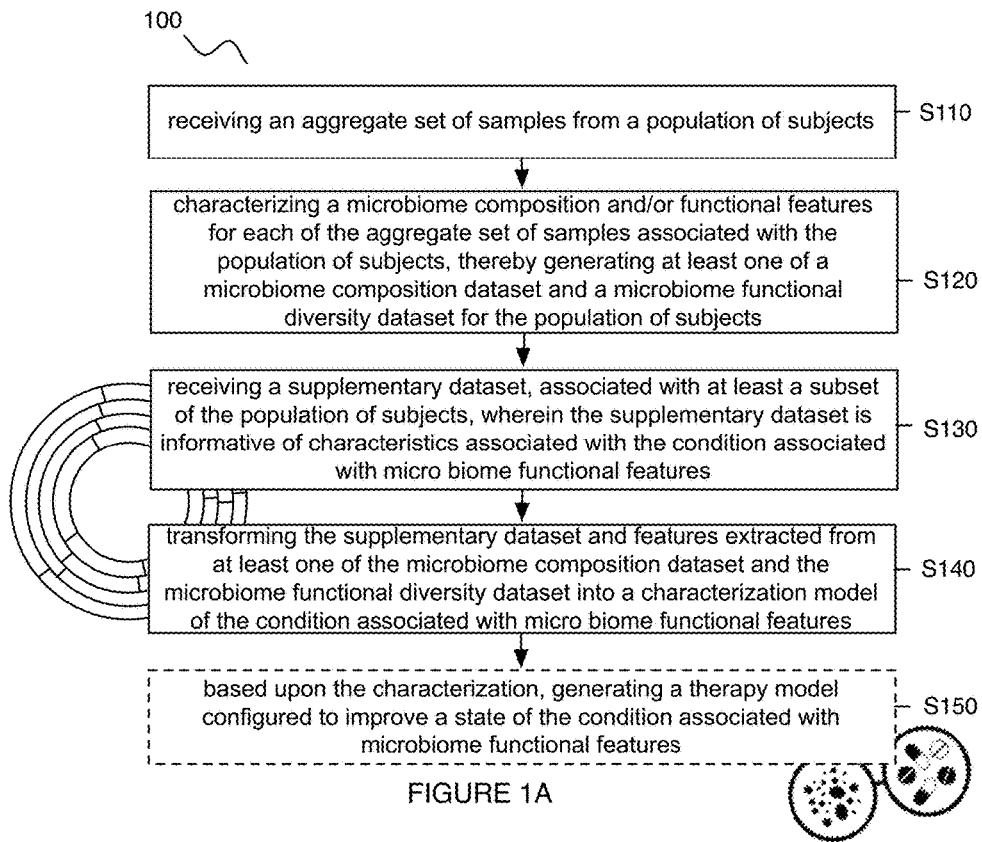 100
receiving an aggregate set of samples from a population of subjects
S110
characterizing a microbiome composition and/or functional features
for each of the aggregate set of samples associated with the
population of subjects, thereby generating at least one of a
microbiome composition dataset and a microbiome functional
diversity dataset for the population of subjects
S120
receiving a supplementary dataset, associated with at least a subset
of the population of subjects, wherein the supplementary dataset is
informative of characteristics associated with the condition associated
with micro biome functional features
S130
transforming the supplementary dataset and features extracted from
at least one of the microbiome composition dataset and the
microbiome functional diversity dataset into a characterization model
of the condition associated with micro biome functional features
S140
based upon the characterization, generating a therapy model
configured to improve a state of the condition associated with
microbiome functional features
S150
FIGURE 1A